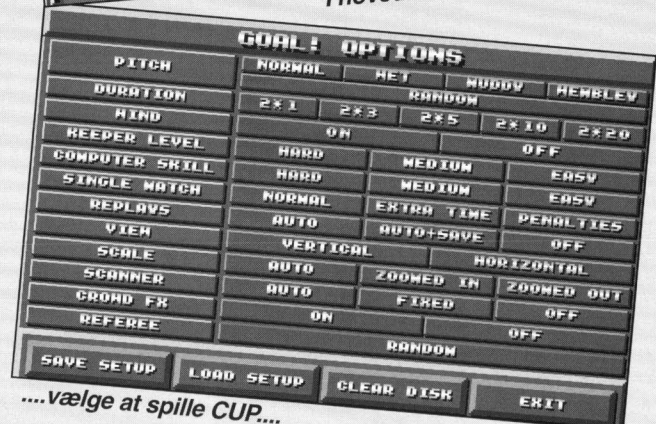 GOAL! OPTIONS
PITCH NORMAL WET MUDDY WEMBLEY
RANDOM
DURATION 2*1 2*3 2*5 2*10 2*20
WIND ON OFF
KEEPER LEVEL HARD MEDIUM EASY
COMPUTER SKILL HARD MEDIUM EASY
SINGLE MATCH NORMAL EXTRA TIME PENALTIES
REPLAYS AUTO AUTO+SAVE OFF
VIEW VERTICAL HORIZONTAL
SCALE AUTO ZOOMED IN ZOOMED OUT
SCANNER AUTO FIXED OFF
CROWD FX ON OFF
REFEREE RANDOM
SAVE SETUP LOAD SETUP CLEAR DISK EXIT
....vælge at spille CUP....